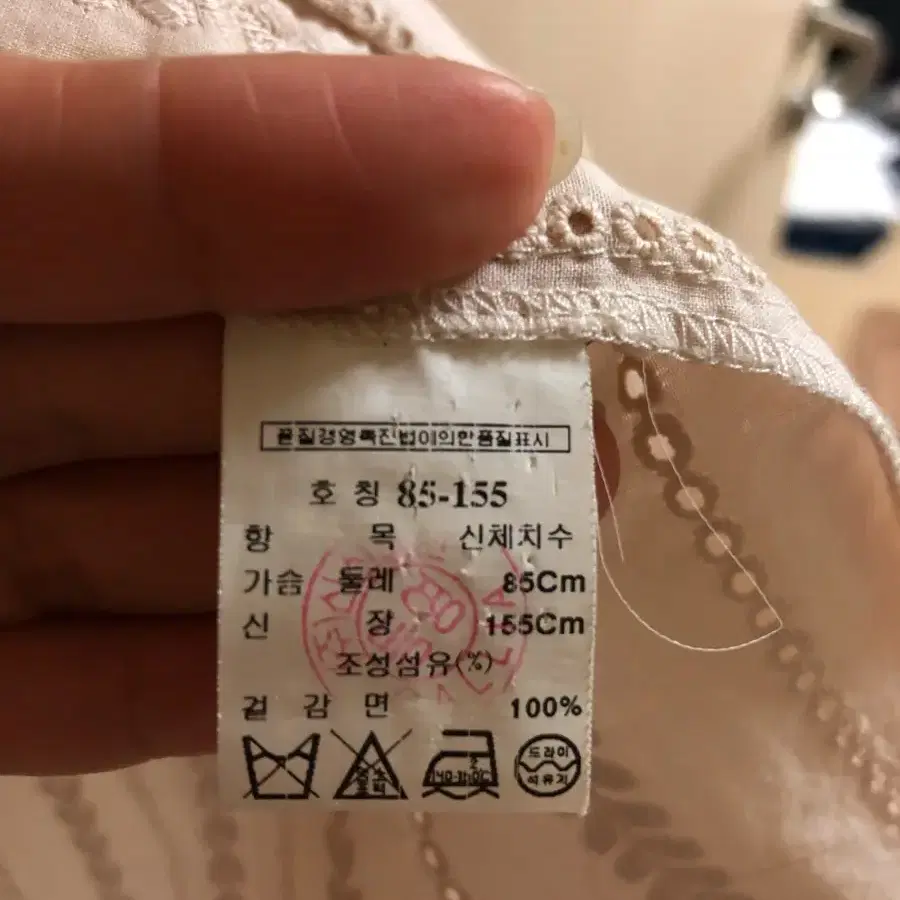 품질경영촉진법에의한품질표시
호 칭 85-155
항 목 신체치수
가슴 둘레 85Cm
신 장 155Cm
조성섬유(%)
겉 감 면 100%
드라이
석유계